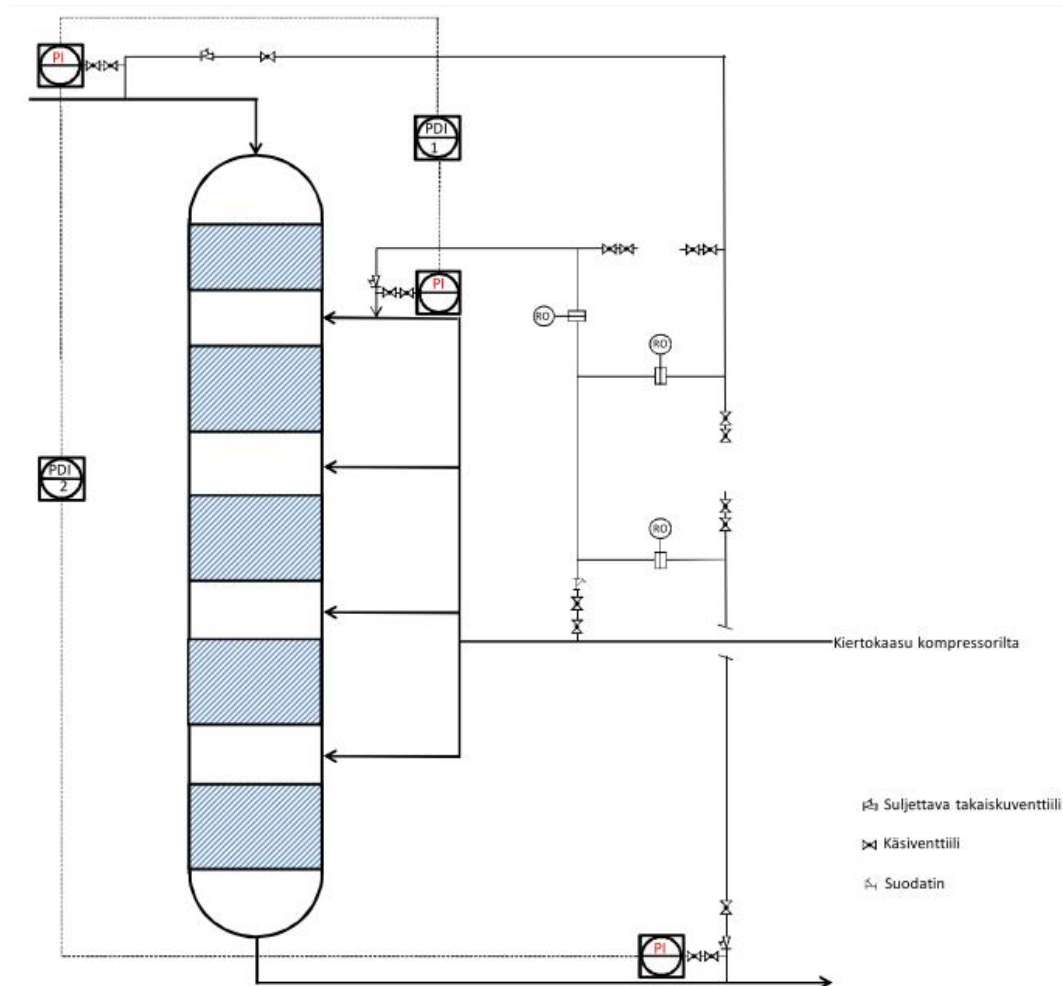 PI
PDI
1
PI
RO
RO
PDI
2
RO
Kiertokaasu kompressorilta
Suljettava takaiskuventtiili
Käsiventtiili
Suodatin
PI